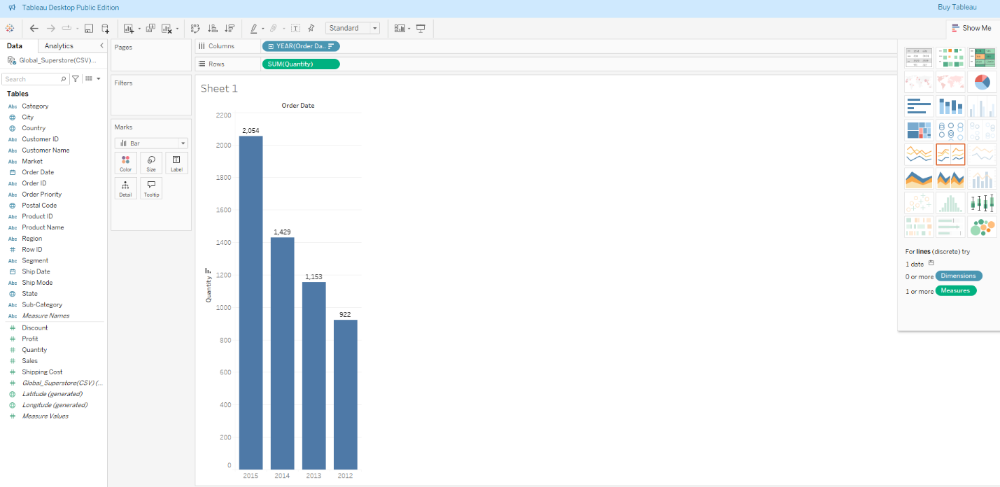 Tableau Desktop Public Edition
Buy Tableau
Standard
Show Me
Data
Analytics
Global_Superstore(CSV)...
Search
Tables
Abc Category
City
Country
Abc Customer ID
Abc Customer Name
Abc Market
Order Date
Abc Order ID
Abc Order Priority
Postal Code
Abc Product ID
Abc Product Name
Abc Region
Row ID
Abc Segment
Ship Date
Abc Ship Mode
State
Abc Sub-Category
Abc Measure Names
Discount
Profit
Quantity
Sales
Shipping Cost
Global_Superstore(CSV) (...
Latitude (generated)
Longitude (generated)
Measure Values
Pages
Filters
Marks
Bar
Color
Size
Label
Detail
Tooltip
Columns
YEAR(Order Da..
Rows
SUM(Quantity)
Sheet 1
Order Date
2200
2000
1800
1600
1400
1200
1000
800
600
400
200
0
Quantity
2,054
1,429
1,153
922
2015
2014
2013
2012
For lines (discrete) try
1 date
0 or more Dimensions
1 or more Measures